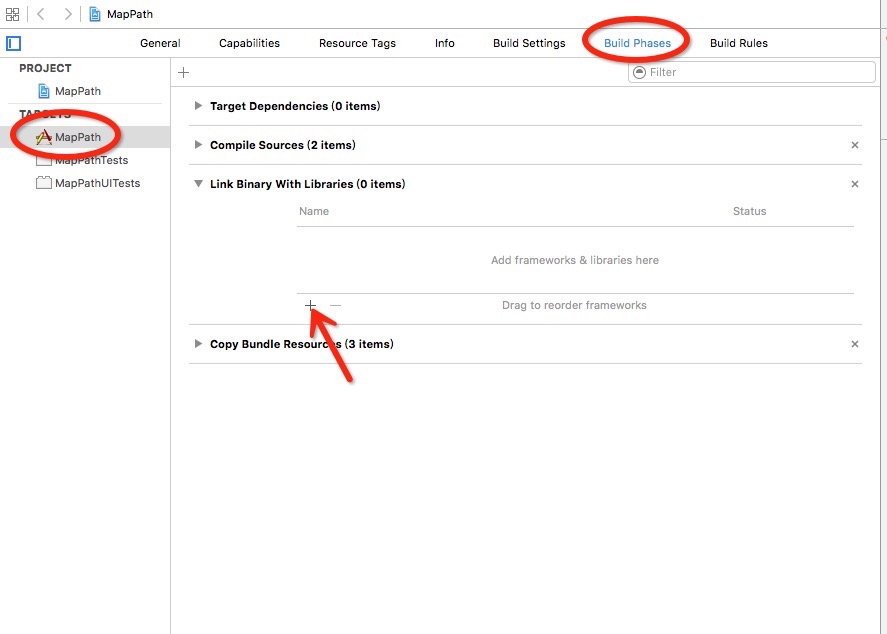 MapPath
General Capabilities Resource Tags Info Build Settings Build Phases Build Rules
PROJECT
MapPath
TARGETS
MapPath
MapPathTests
MapPathUITests
Filter
Target Dependencies (0 items)
Compile Sources (2 items)
Link Binary With Libraries (0 items)
Name Status
Add frameworks & libraries here
Drag to reorder frameworks
Copy Bundle Resources (3 items)